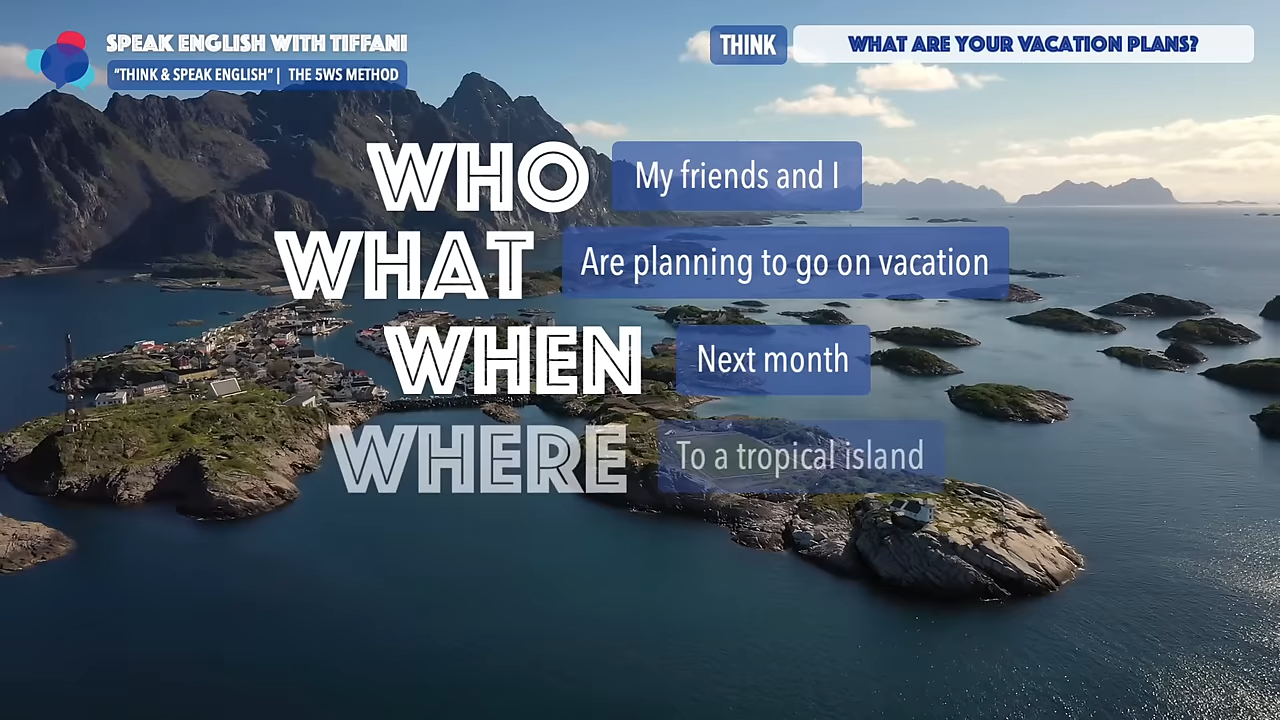 SPEAK ENGLISH WITH TIFFANI
"THINK & SPEAK ENGLISH" | THE 5WS METHOD
THINK WHAT ARE YOUR VACATION PLANS?
WHO My friends and I
WHAT Are planning to go on vacation
WHEN Next month
WHERE To a tropical island